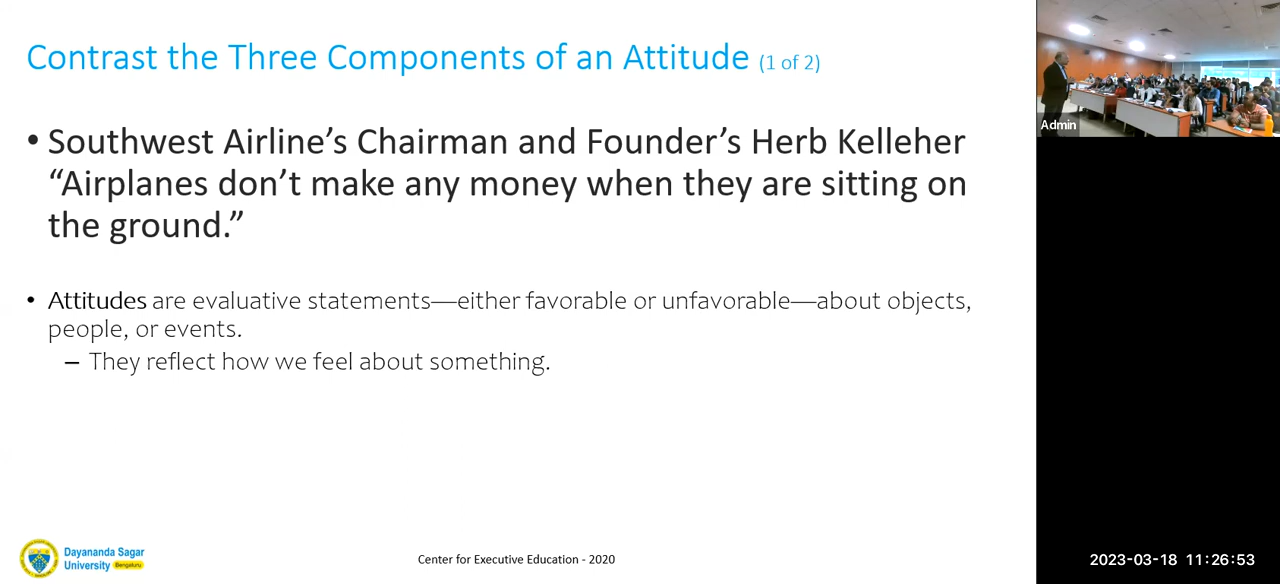 Contrast the Three Components of an Attitude (1 of 2)
• Southwest Airline’s Chairman and Founder’s Herb Kelleher
“Airplanes don’t make any money when they are sitting on
the ground.”
• Attitudes are evaluative statements—either favorable or unfavorable—about objects,
people, or events.
– They reflect how we feel about something.
Dayananda Sagar
University Bengaluru
Center for Executive Education - 2020
Admin
2023-03-18 11:26:53